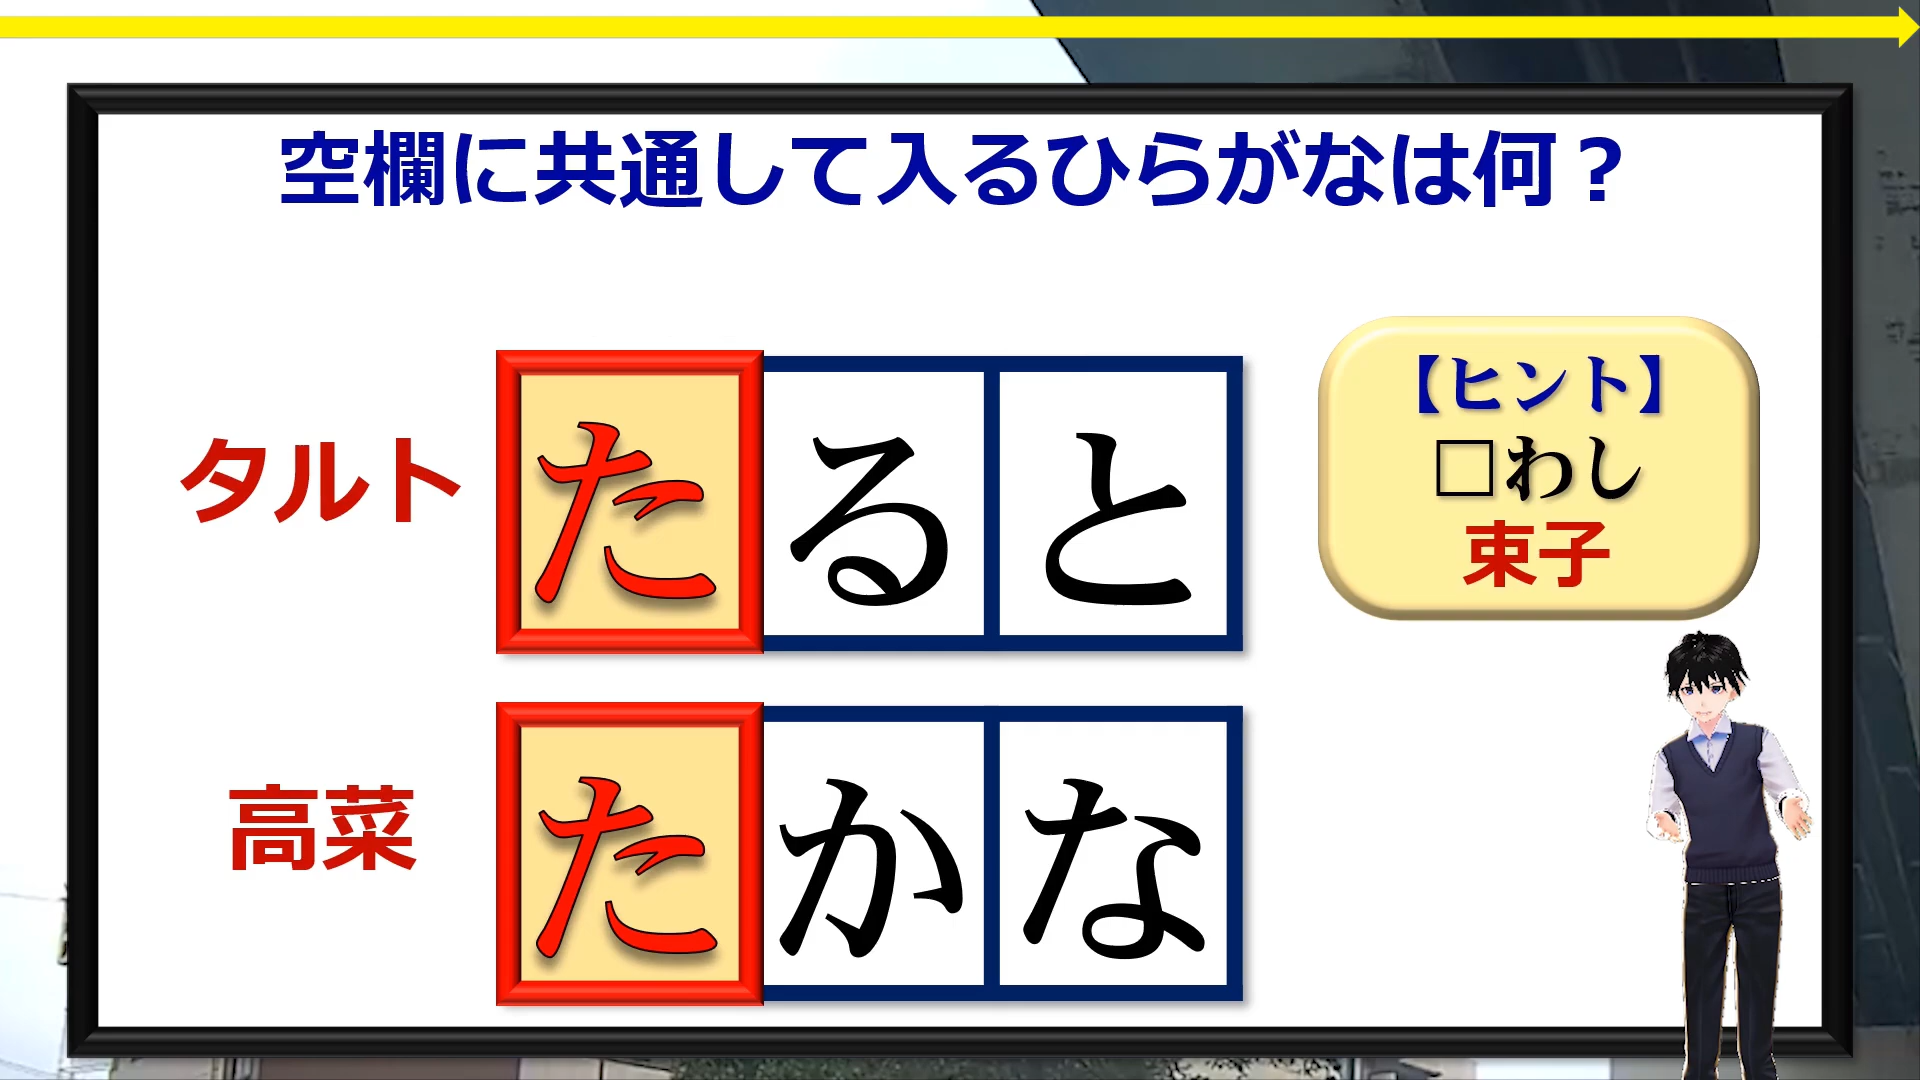 空欄に共通して入るひらがなは何？
タルト
たると
【ヒント】
□わし
束子
高菜
たかな